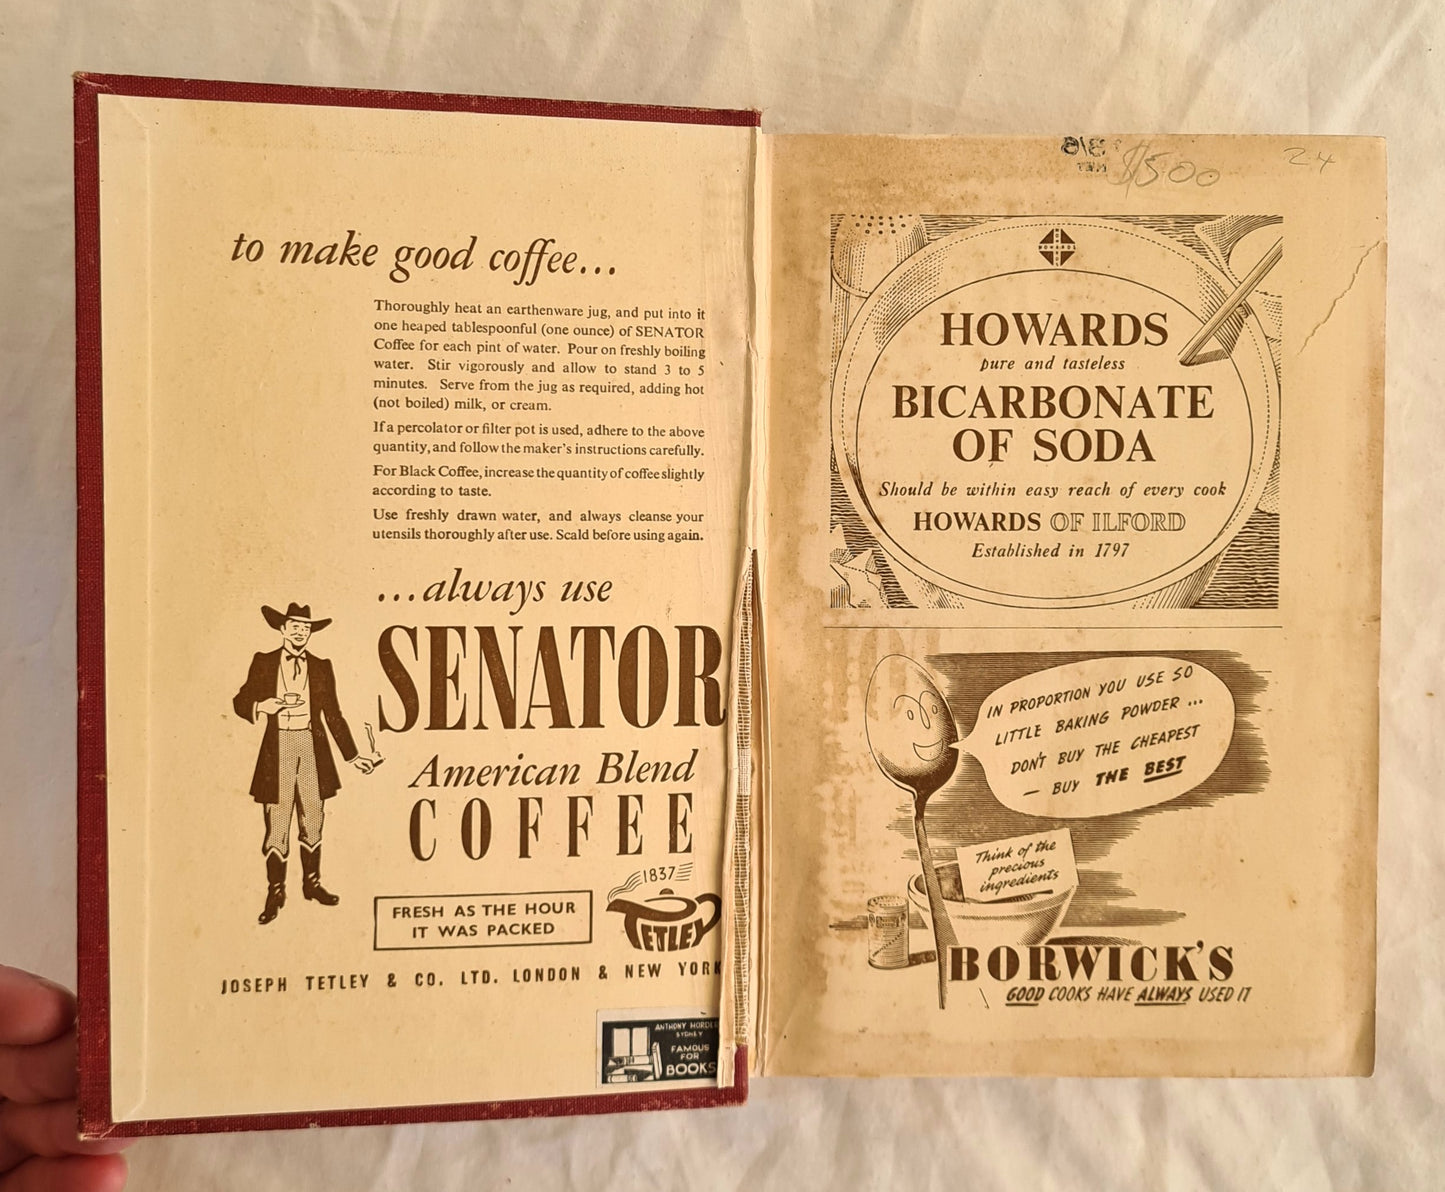 to make good coffee...
Thoroughly heat an earthenware jug, and put into it
one heaped tablespoonful (one ounce) of SENATOR
Coffee for each pint of water. Pour on freshly boiling
water. Stir vigorously and allow to stand 3 to 5
minutes. Serve from the jug as required, adding hot
(not boiled) milk, or cream.
If a percolator or filter pot is used, adhere to the above
quantity, and follow the maker's instructions carefully.
For Black Coffee, increase the quantity of coffee slightly
according to taste.
Use freshly drawn water, and always cleanse your
utensils thoroughly after use. Scald before using again.
...always use
SENATOR
American Blend
COFFEE
FRESH AS THE HOUR
IT WAS PACKED
1837
TETLEY
JOSEPH TETLEY & CO. LTD. LONDON & NEW YORK
ANTHONY HORDER
SYDNEY
FAMOUS
FOR
BOOKS
$500
24
HOWARDS
HOWARDS
pure and tasteless
BICARBONATE
OF SODA
Should be within easy reach of every cook
HOWARDS OF ILFORD
Established in 1797
IN PROPORTION YOU USE SO
LITTLE BAKING POWDER ...
DON'T BUY THE CHEAPEST
— BUY THE BEST
Think of the
precious
ingredients
BORWICK'S
GOOD COOKS HAVE ALWAYS USED IT